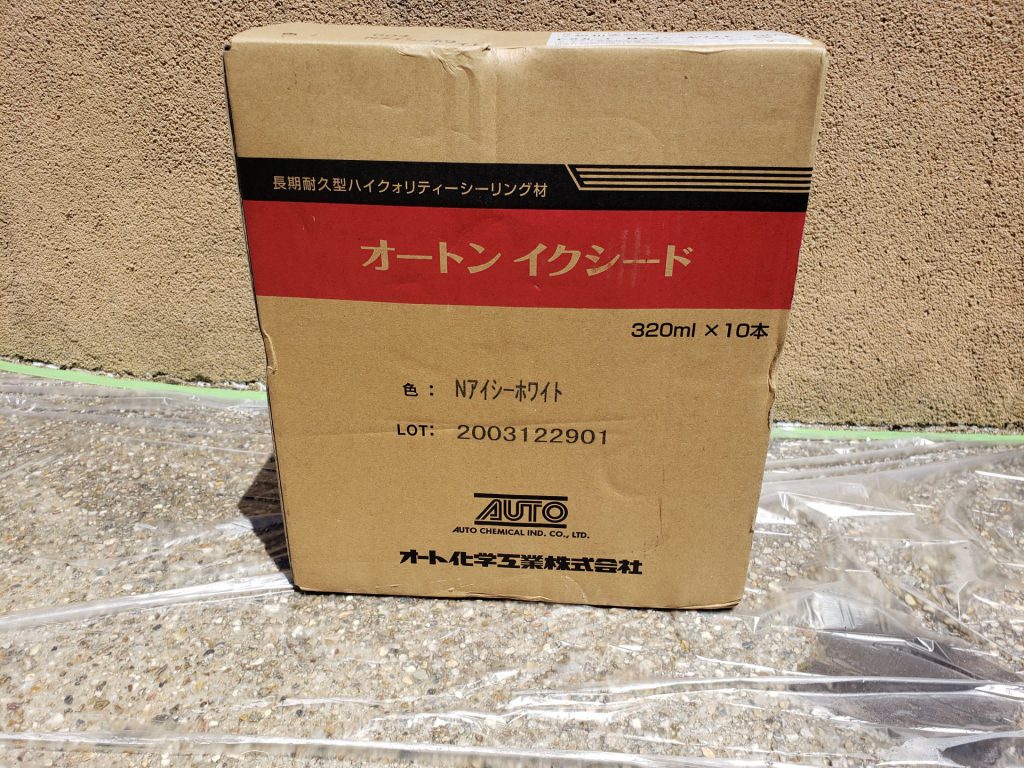 長期耐久型ハイクォリティーシーリング材
オートン イクシード
320ml ×10本
色： Nアイシーホワイト
LOT: 2003122901
AUTO
AUTO CHEMICAL IND. CO., LTD.
オート化学工業株式会社